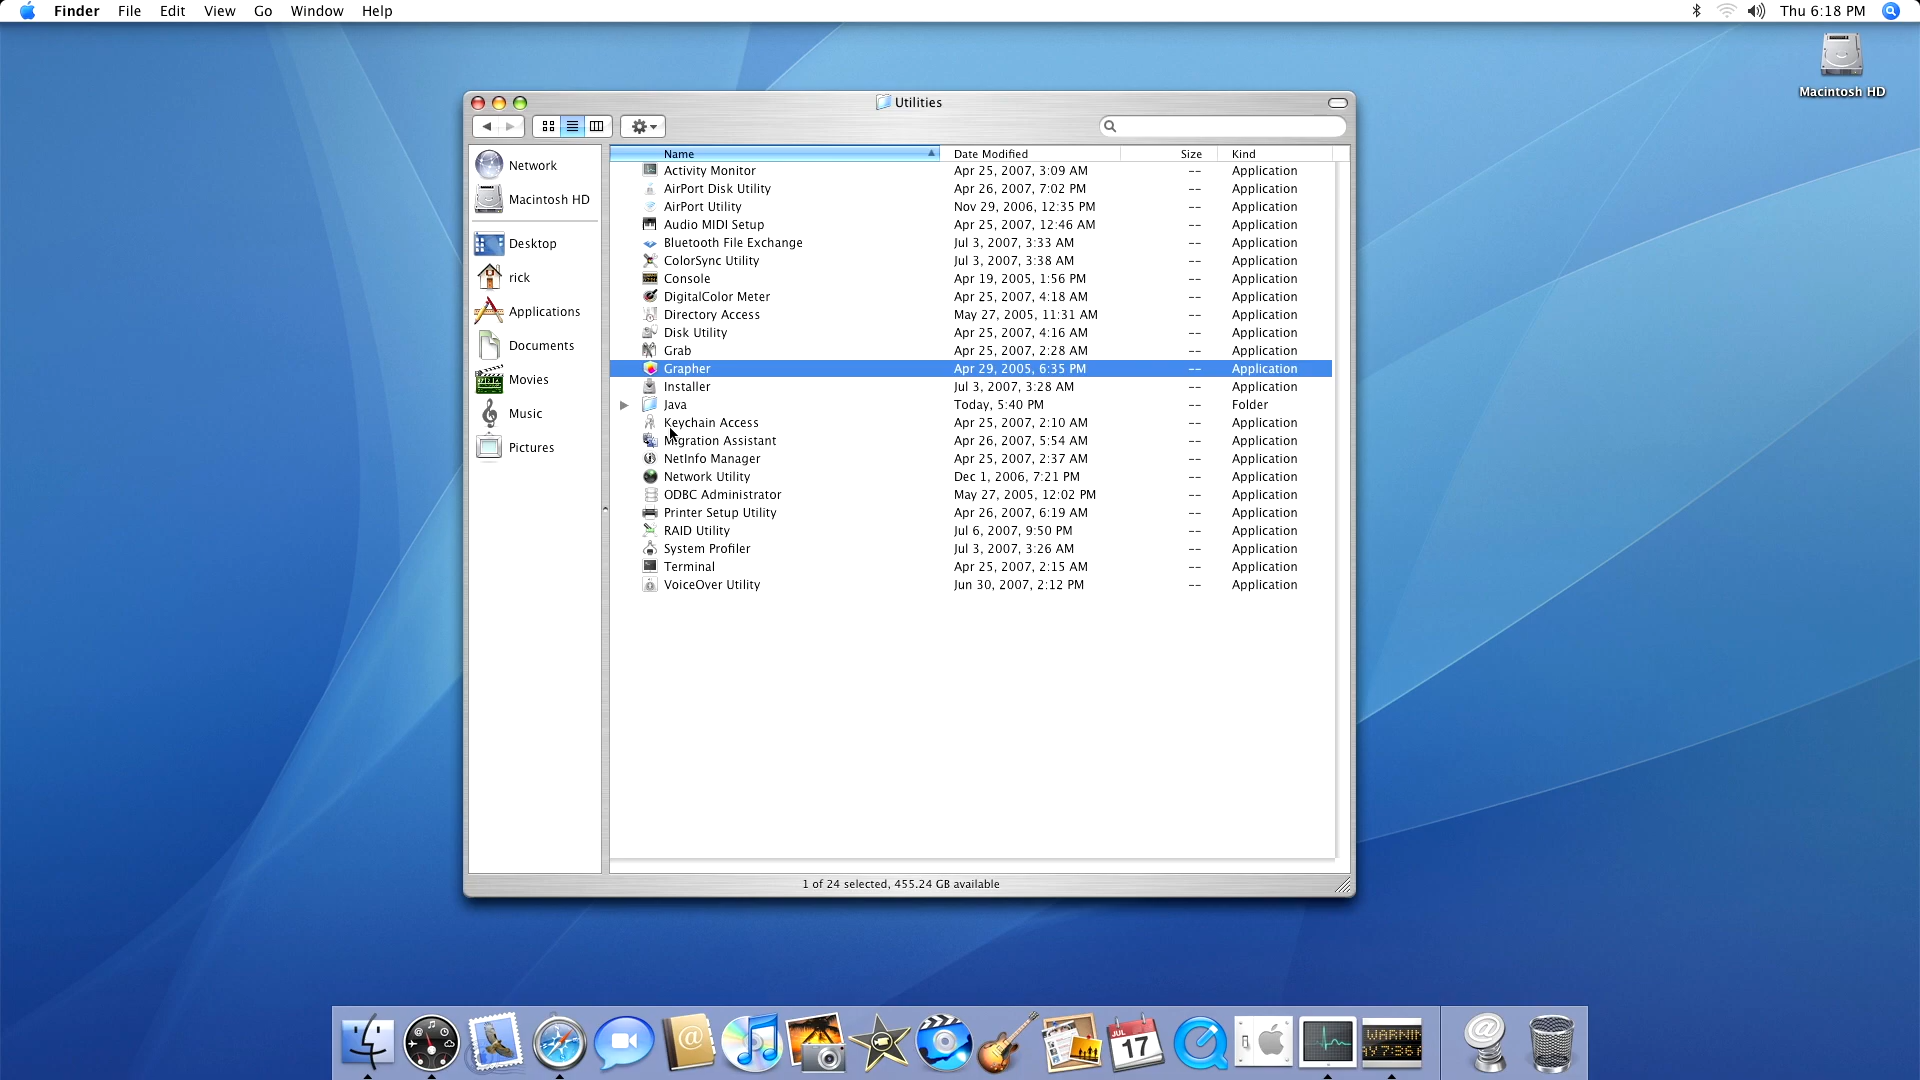 Finder File Edit View Go Window Help Thu 6:18 PM
Macintosh HD
Utilities
Name Date Modified Size Kind
Network
Macintosh HD
Desktop
rick
Applications
Documents
Movies
Music
Pictures
Activity Monitor Apr 25, 2007, 3:09 AM -- Application
AirPort Disk Utility Apr 26, 2007, 7:02 PM -- Application
AirPort Utility Nov 29, 2006, 12:35 PM -- Application
Audio MIDI Setup Apr 25, 2007, 12:46 AM -- Application
Bluetooth File Exchange Jul 3, 2007, 3:33 AM -- Application
ColorSync Utility Jul 3, 2007, 3:38 AM -- Application
Console Apr 19, 2005, 1:56 PM -- Application
DigitalColor Meter Apr 25, 2007, 4:18 AM -- Application
Directory Access May 27, 2005, 11:31 AM -- Application
Disk Utility Apr 25, 2007, 4:16 AM -- Application
Grab Apr 25, 2007, 2:28 AM -- Application
Grapher Apr 29, 2005, 6:35 PM -- Application
Installer Jul 3, 2007, 3:28 AM -- Application
Java Today, 5:40 PM -- Folder
Keychain Access Apr 25, 2007, 2:10 AM -- Application
Migration Assistant Apr 26, 2007, 5:54 AM -- Application
NetInfo Manager Apr 25, 2007, 2:37 AM -- Application
Network Utility Dec 1, 2006, 7:21 PM -- Application
ODBC Administrator May 27, 2005, 12:02 PM -- Application
Printer Setup Utility Apr 26, 2007, 6:19 AM -- Application
RAID Utility Jul 6, 2007, 9:50 PM -- Application
System Profiler Jul 3, 2007, 3:26 AM -- Application
Terminal Apr 25, 2007, 2:15 AM -- Application
VoiceOver Utility Jun 30, 2007, 2:12 PM -- Application
1 of 24 selected, 455.24 GB available
JUL
17
WARNIN
AY 7:36